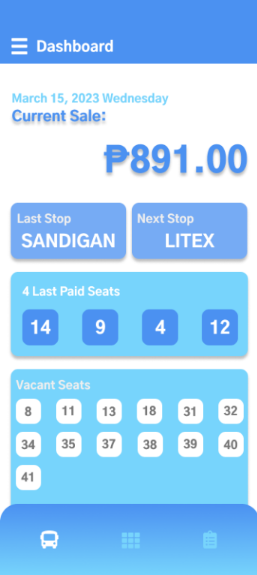 Dashboard
March 15, 2023 Wednesday
Current Sale:
₱891.00
Last Stop
SANDIGAN
Next Stop
LITEX
4 Last Paid Seats
14 9 4 12
Vacant Seats
8 11 13 18 31 32
34 35 37 38 39 40
41